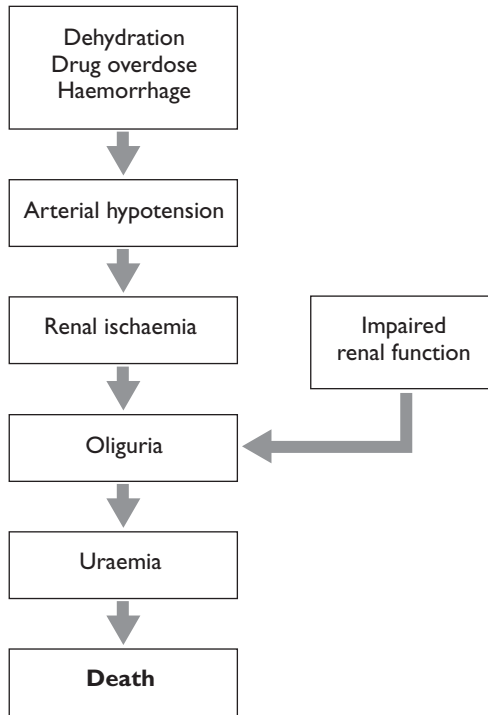 Dehydration
Drug overdose
Haemorrhage
Arterial hypotension
Renal ischaemia
Impaired
renal function
Oliguria
Uraemia
Death